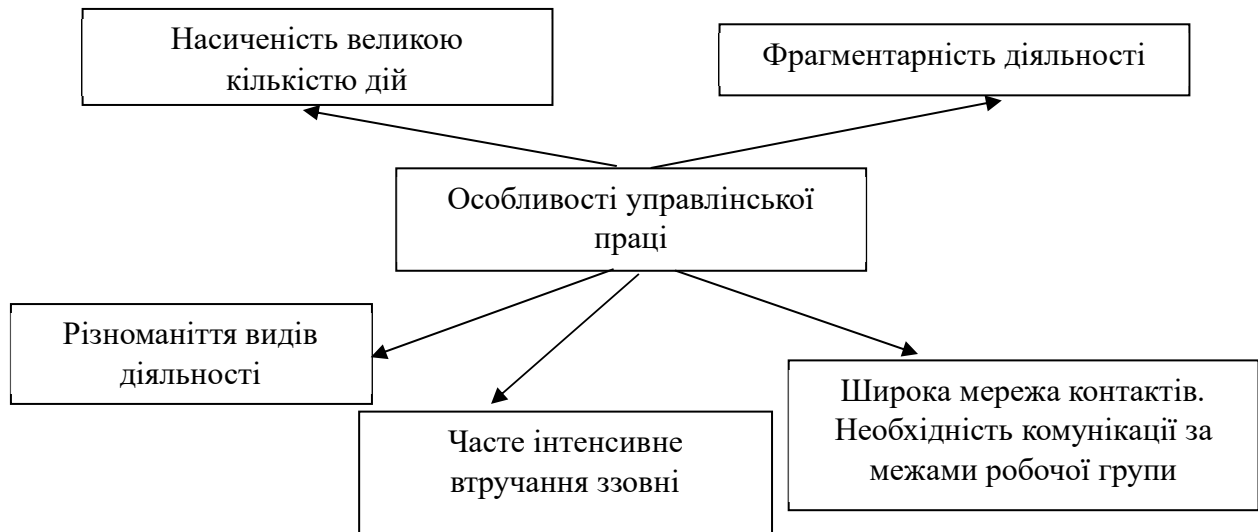 Насиченість великою
кількістю дій
Фрагментарність діяльності
Особливості управлінської
праці
Різноманіття видів
діяльності
Часте інтенсивне
втручання ззовні
Широка мережа контактів.
Необхідність комунікації за
межами робочої групи